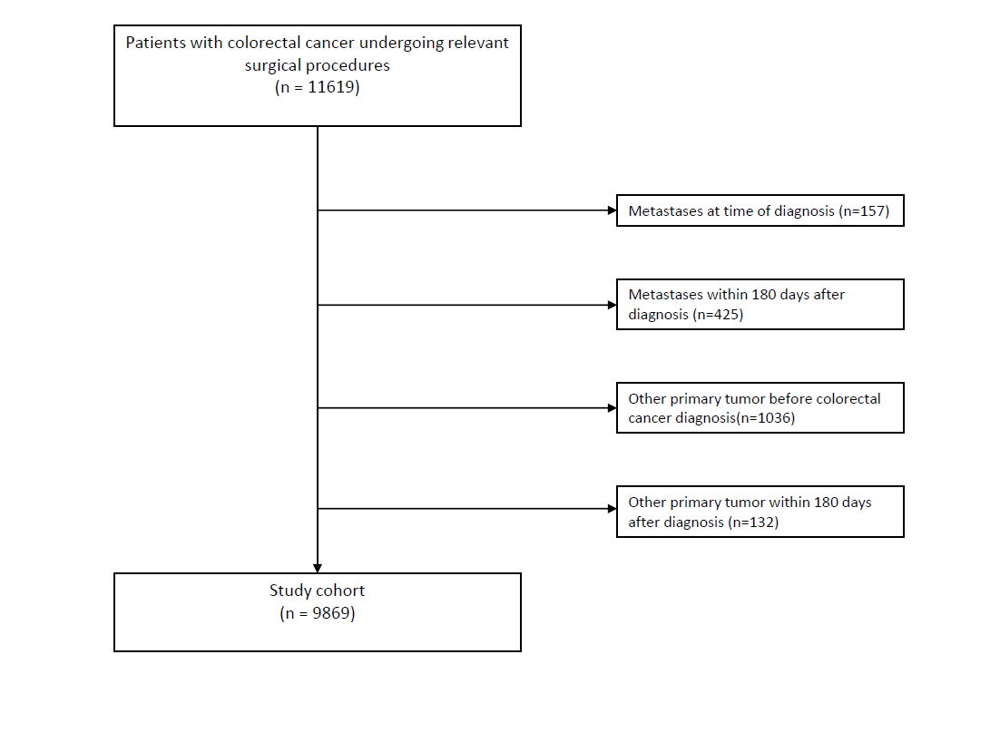 Patients with colorectal cancer undergoing relevant
surgical procedures
(n = 11619)
Metastases at time of diagnosis (n=157)
Metastases within 180 days after
diagnosis (n=425)
Other primary tumor before colorectal
cancer diagnosis(n=1036)
Other primary tumor within 180 days
after diagnosis (n=132)
Study cohort
(n = 9869)